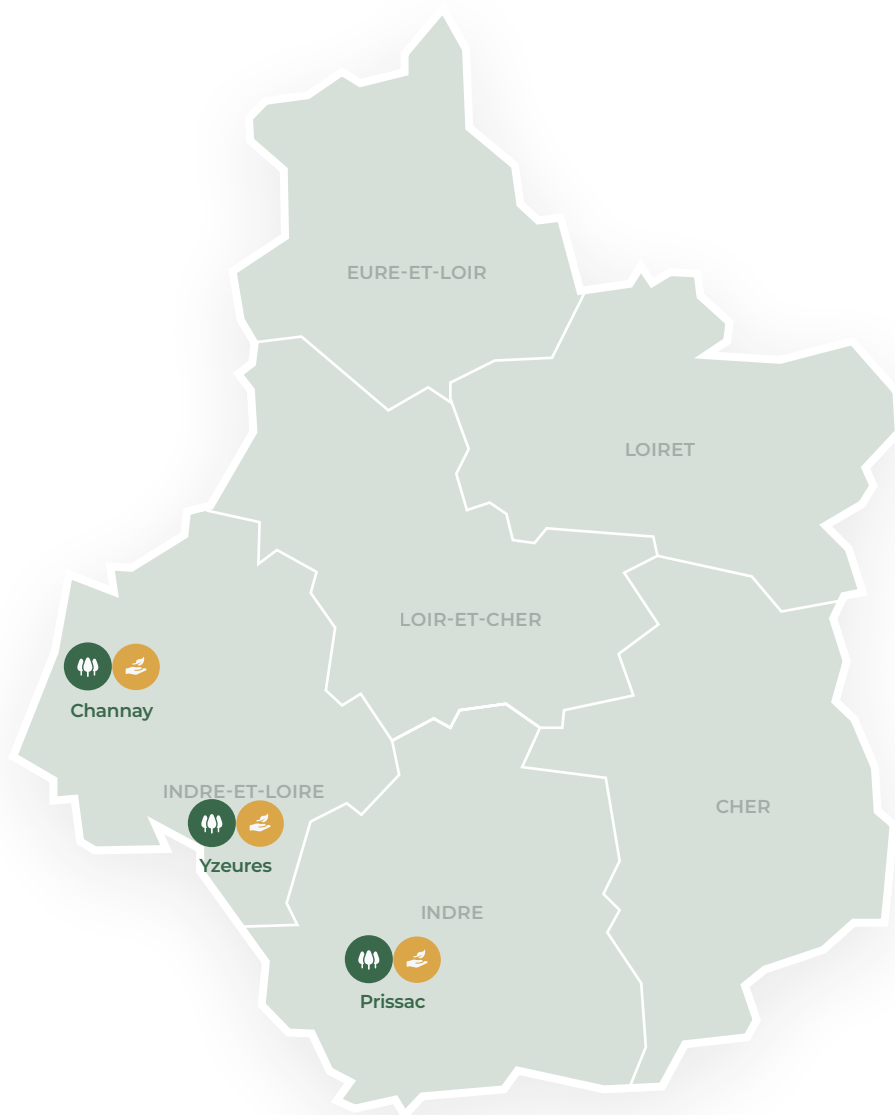 EURE-ET-LOIR
LOIRET
LOIR-ET-CHER
Channay
INDRE-ET-LOIRE
CHER
Yzeures
INDRE
Prissac